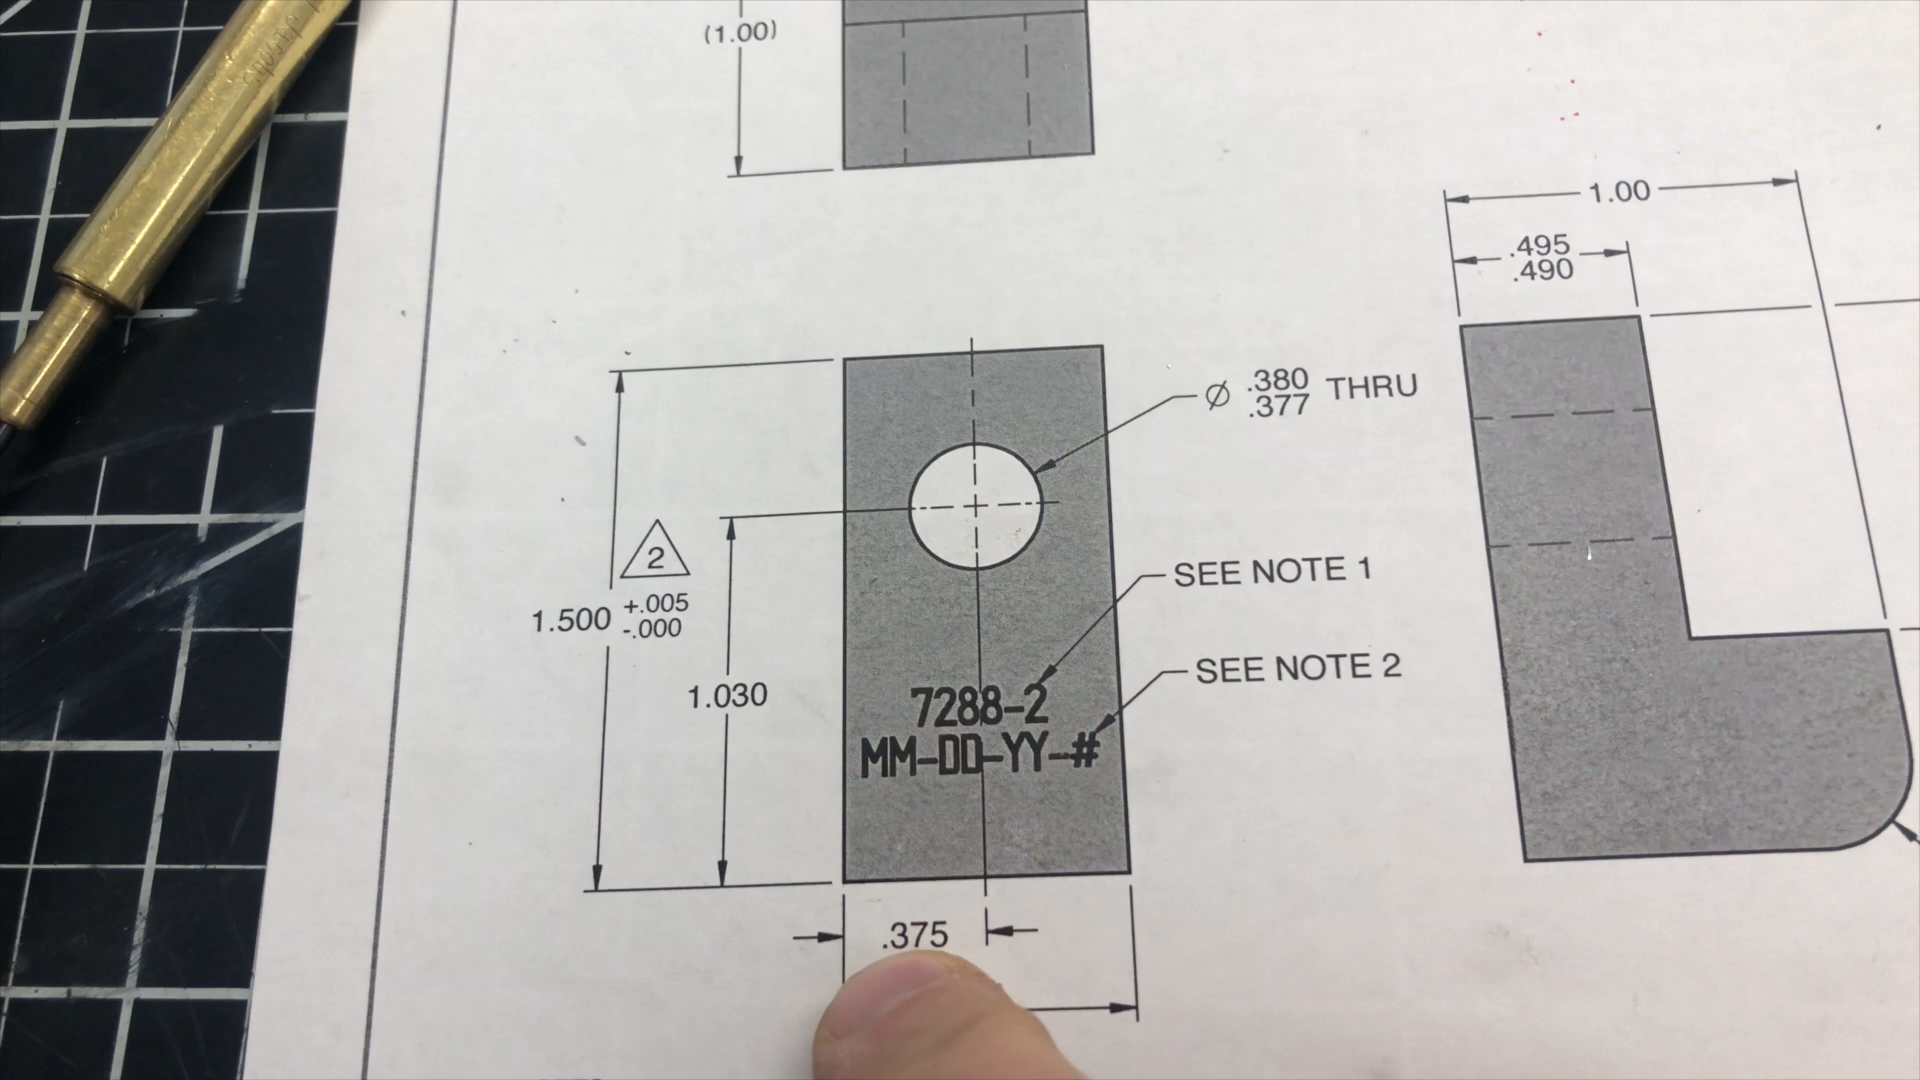 (1.00)
1.00
.495
.490
Ø .380 THRU
.377
2
1.500 +.005
-.000
1.030
SEE NOTE 1
SEE NOTE 2
7288-2
MM-DD-YY-#
.375